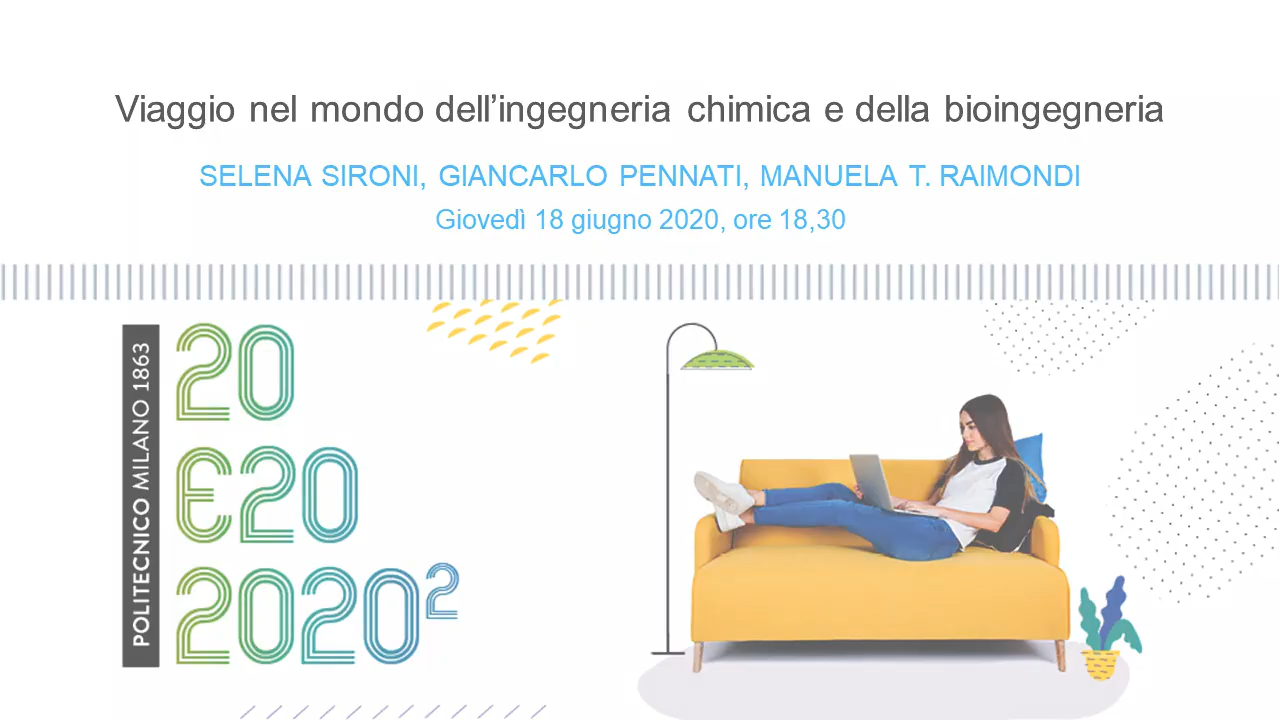 Viaggio nel mondo dell’ingegneria chimica e della bioingegneria
SELENA SIRONI, GIANCARLO PENNATI, MANUELA T. RAIMONDI
Giovedì 18 giugno 2020, ore 18,30
POLITECNICO MILANO 1863
20
€20
2020²